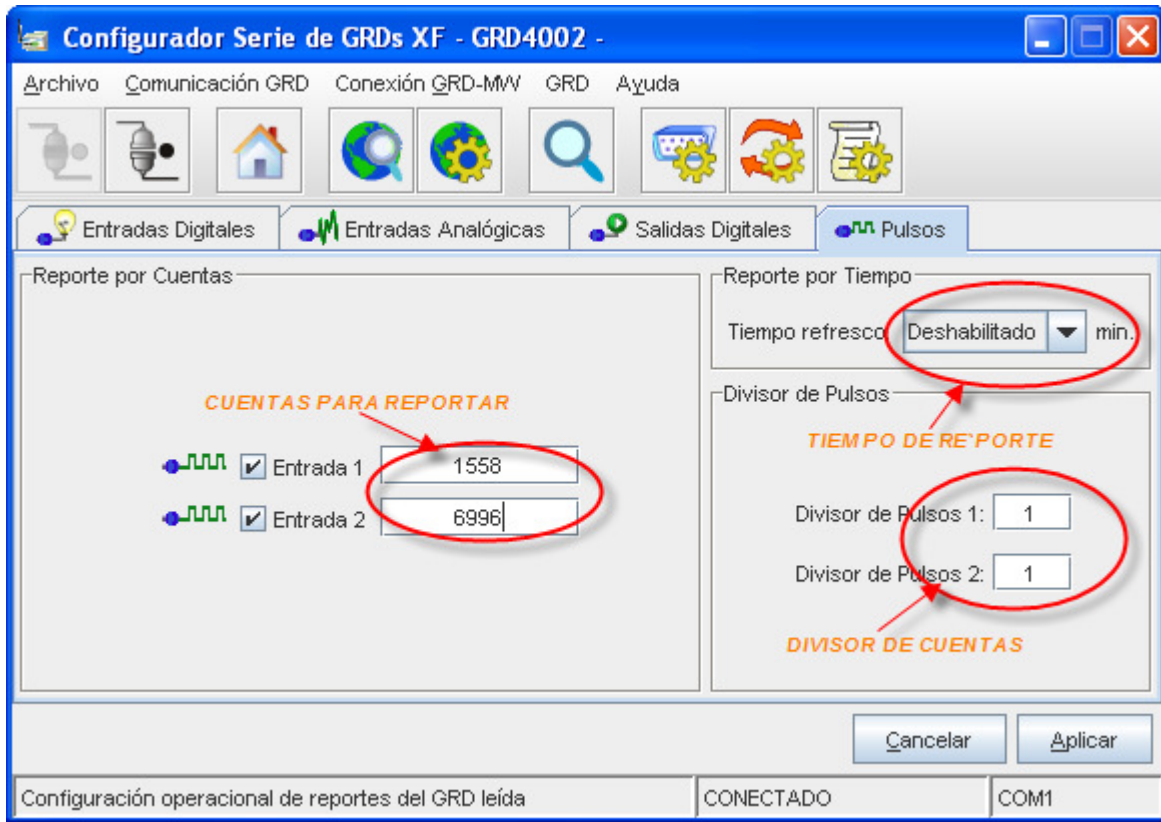 Configurador Serie de GRDs XF - GRD4002 -
Archivo Comunicación GRD Conexión GRD-MW GRD Ayuda
Entradas Digitales Entradas Analógicas Salidas Digitales Pulsos
Reporte por Cuentas
CUENTAS PARA REPORTAR
Entrada 1 1558
Entrada 2 6996
Reporte por Tiempo
Tiempo refresco Deshabilitado min.
Divisor de Pulsos
TIEMPO DE RE`PORTE
Divisor de Pulsos 1: 1
Divisor de Pulsos 2: 1
DIVISOR DE CUENTAS
Cancelar Aplicar
Configuración operacional de reportes del GRD leída CONECTADO COM1